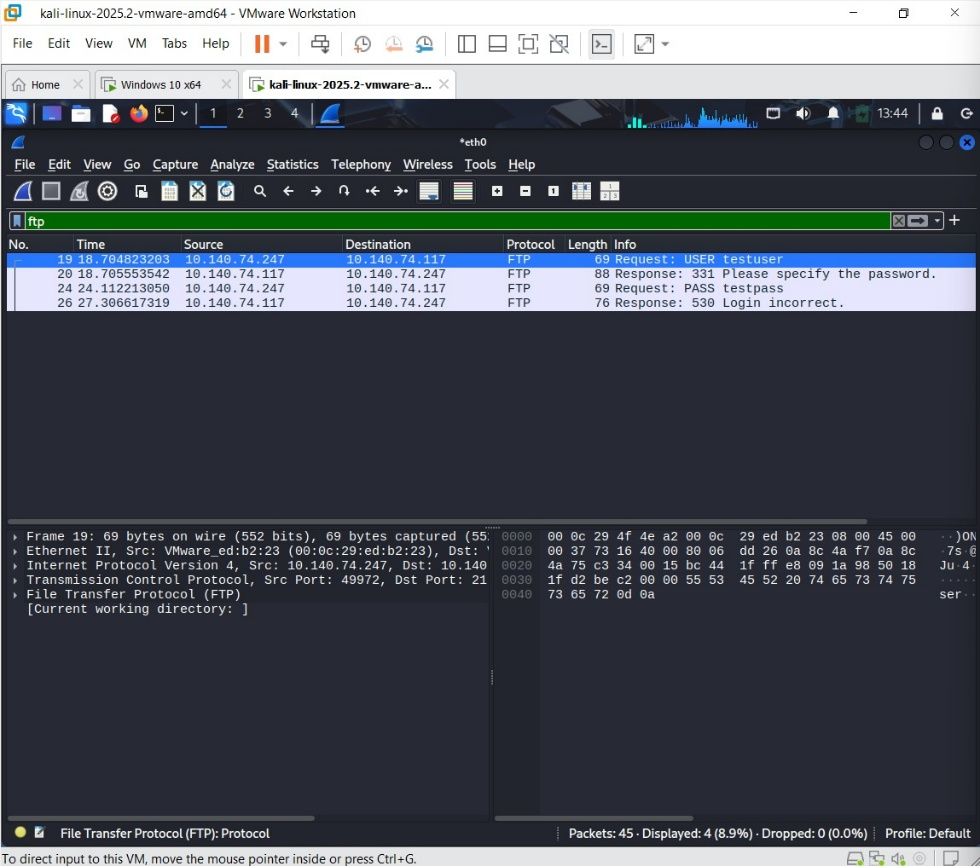 kali-linux-2025.2-vmware-amd64 - VMware Workstation
File Edit View VM Tabs Help
Home Windows 10 x64 kali-linux-2025.2-vmware-a...
1 2 3 4 13:44
*eth0
File Edit View Go Capture Analyze Statistics Telephony Wireless Tools Help
ftp
No. Time Source Destination Protocol Length Info
19 18.704823203 10.140.74.247 10.140.74.117 FTP 69 Request: USER testuser
20 18.705553542 10.140.74.117 10.140.74.247 FTP 88 Response: 331 Please specify the password.
24 24.112213050 10.140.74.247 10.140.74.117 FTP 69 Request: PASS testpass
26 27.306617319 10.140.74.117 10.140.74.247 FTP 76 Response: 530 Login incorrect.
Frame 19: 69 bytes on wire (552 bits), 69 bytes captured (55 0000 00 0c 29 4f 4e a2 00 0c 29 ed b2 23 08 00 45 00 ··)ON
Ethernet II, Src: VMware_ed:b2:23 (00:0c:29:ed:b2:23), Dst: 0010 00 37 73 16 40 00 80 06 dd 26 0a 8c 4a f7 0a 8c ·7s·@
Internet Protocol Version 4, Src: 10.140.74.247, Dst: 10.140 0020 4a 75 c3 34 00 15 bc 44 1f ff e8 09 1a 98 50 18 Ju·4·
Transmission Control Protocol, Src Port: 49972, Dst Port: 21 0030 1f d2 be c2 00 00 55 53 45 52 20 74 65 73 74 75 ·····
File Transfer Protocol (FTP) 0040 73 65 72 0d 0a ser··
[Current working directory: ]
File Transfer Protocol (FTP): Protocol Packets: 45 · Displayed: 4 (8.9%) · Dropped: 0 (0.0%) Profile: Default
To direct input to this VM, move the mouse pointer inside or press Ctrl+G.